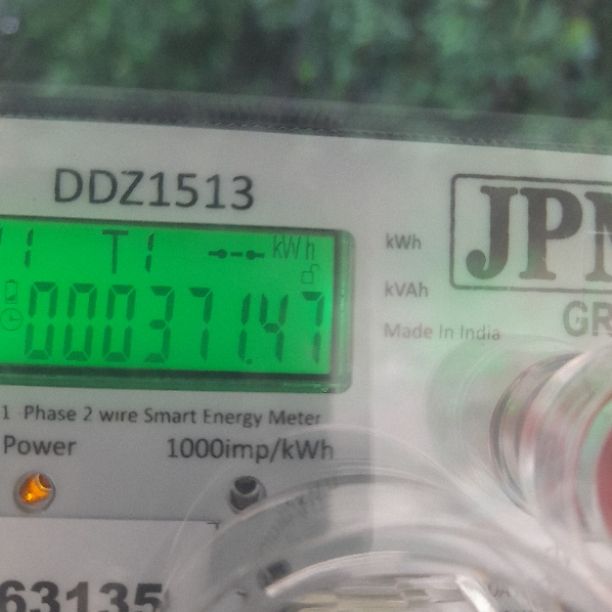 DDZ1513
T1 kWh
000371.47
kWh
kVAh
Made In India
JP
GR
1 Phase 2 wire Smart Energy Meter
Power
1000imp/kWh
63135